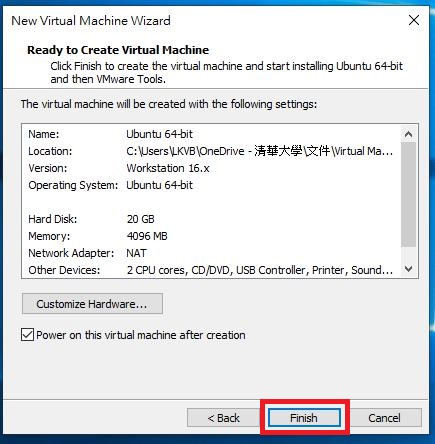 New Virtual Machine Wizard
Ready to Create Virtual Machine
Click Finish to create the virtual machine and start installing Ubuntu 64-bit
and then VMware Tools.
The virtual machine will be created with the following settings:
Name: Ubuntu 64-bit
Location: C:\Users\LKVB\OneDrive - 清華大學\文件\Virtual Ma...
Version: Workstation 16.x
Operating System: Ubuntu 64-bit
Hard Disk: 20 GB
Memory: 4096 MB
Network Adapter: NAT
Other Devices: 2 CPU cores, CD/DVD, USB Controller, Printer, Sound...
Customize Hardware...
Power on this virtual machine after creation
< Back Finish Cancel